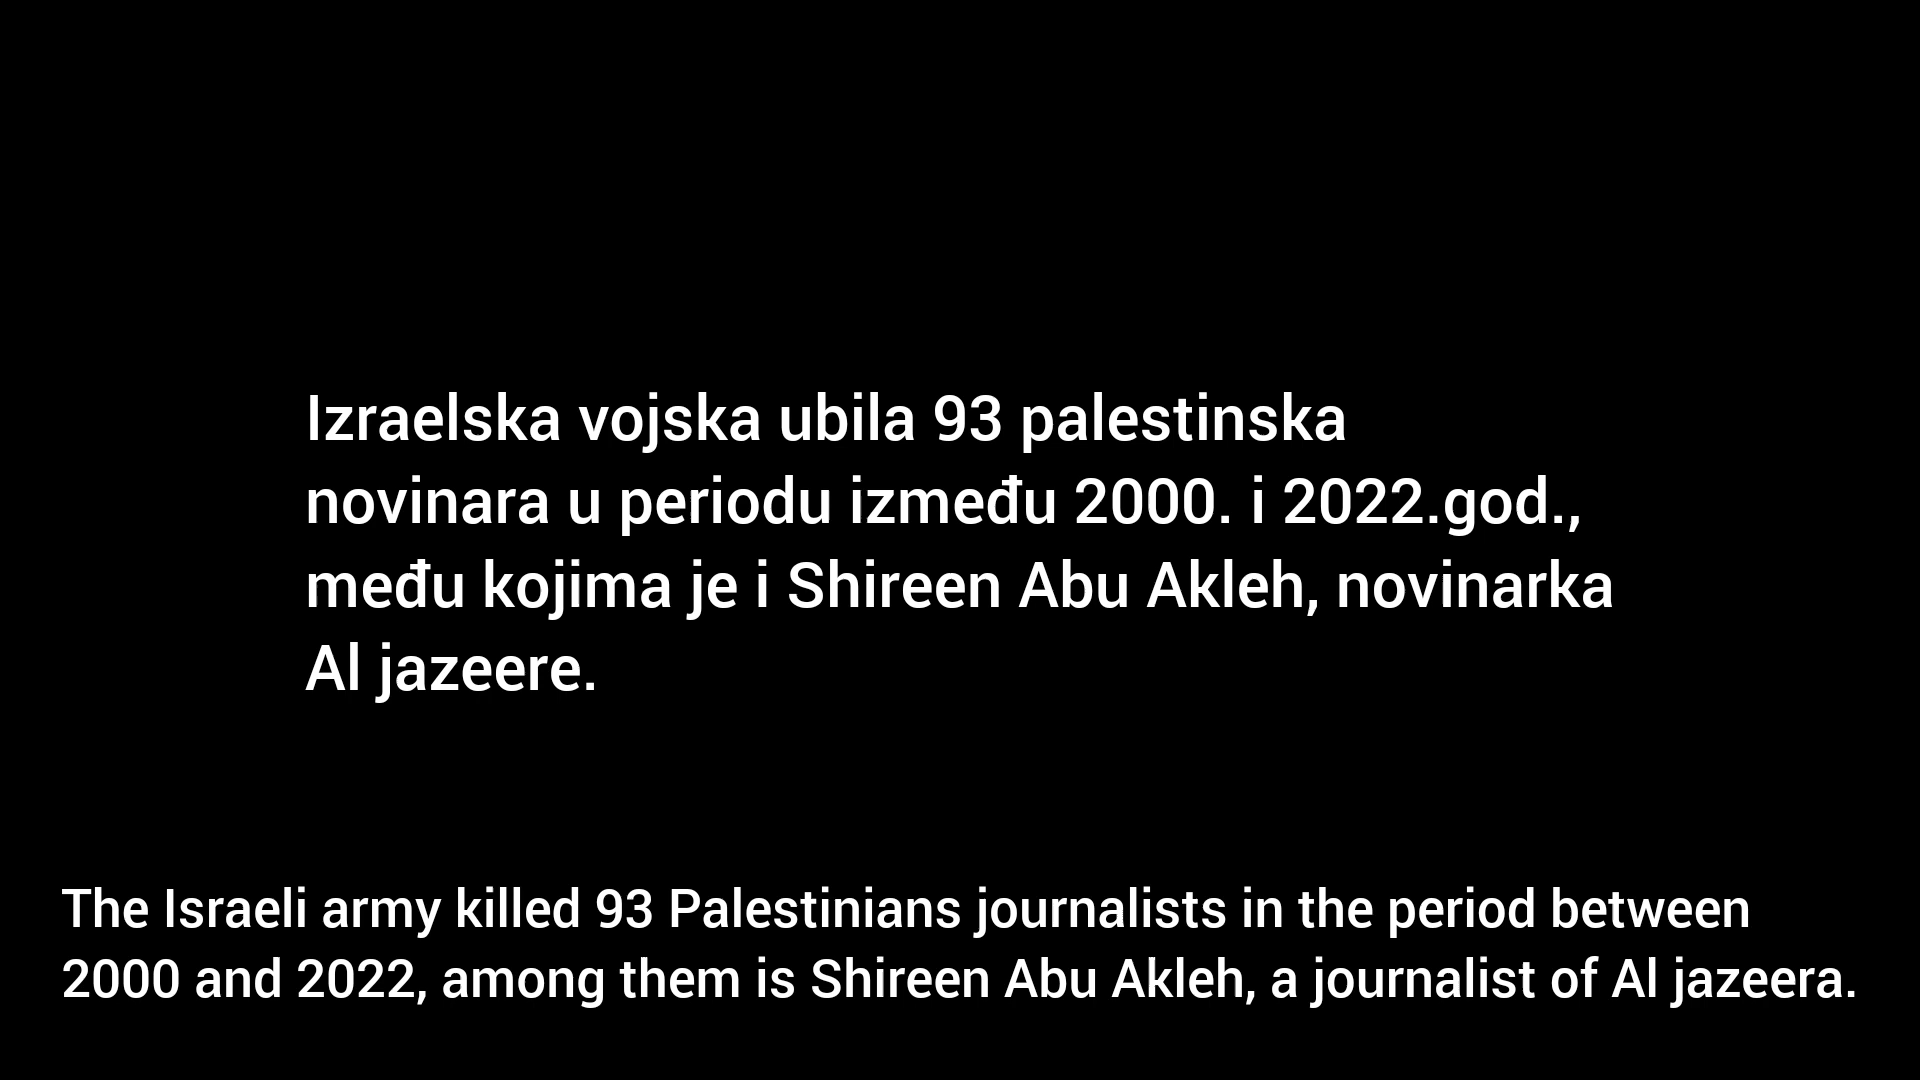 Izraelska vojska ubila 93 palestinska
novinara u periodu između 2000. i 2022.god.,
među kojima je i Shireen Abu Akleh, novinarka
Al jazeere.
The Israeli army killed 93 Palestinians journalists in the period between
2000 and 2022, among them is Shireen Abu Akleh, a journalist of Al jazeera.